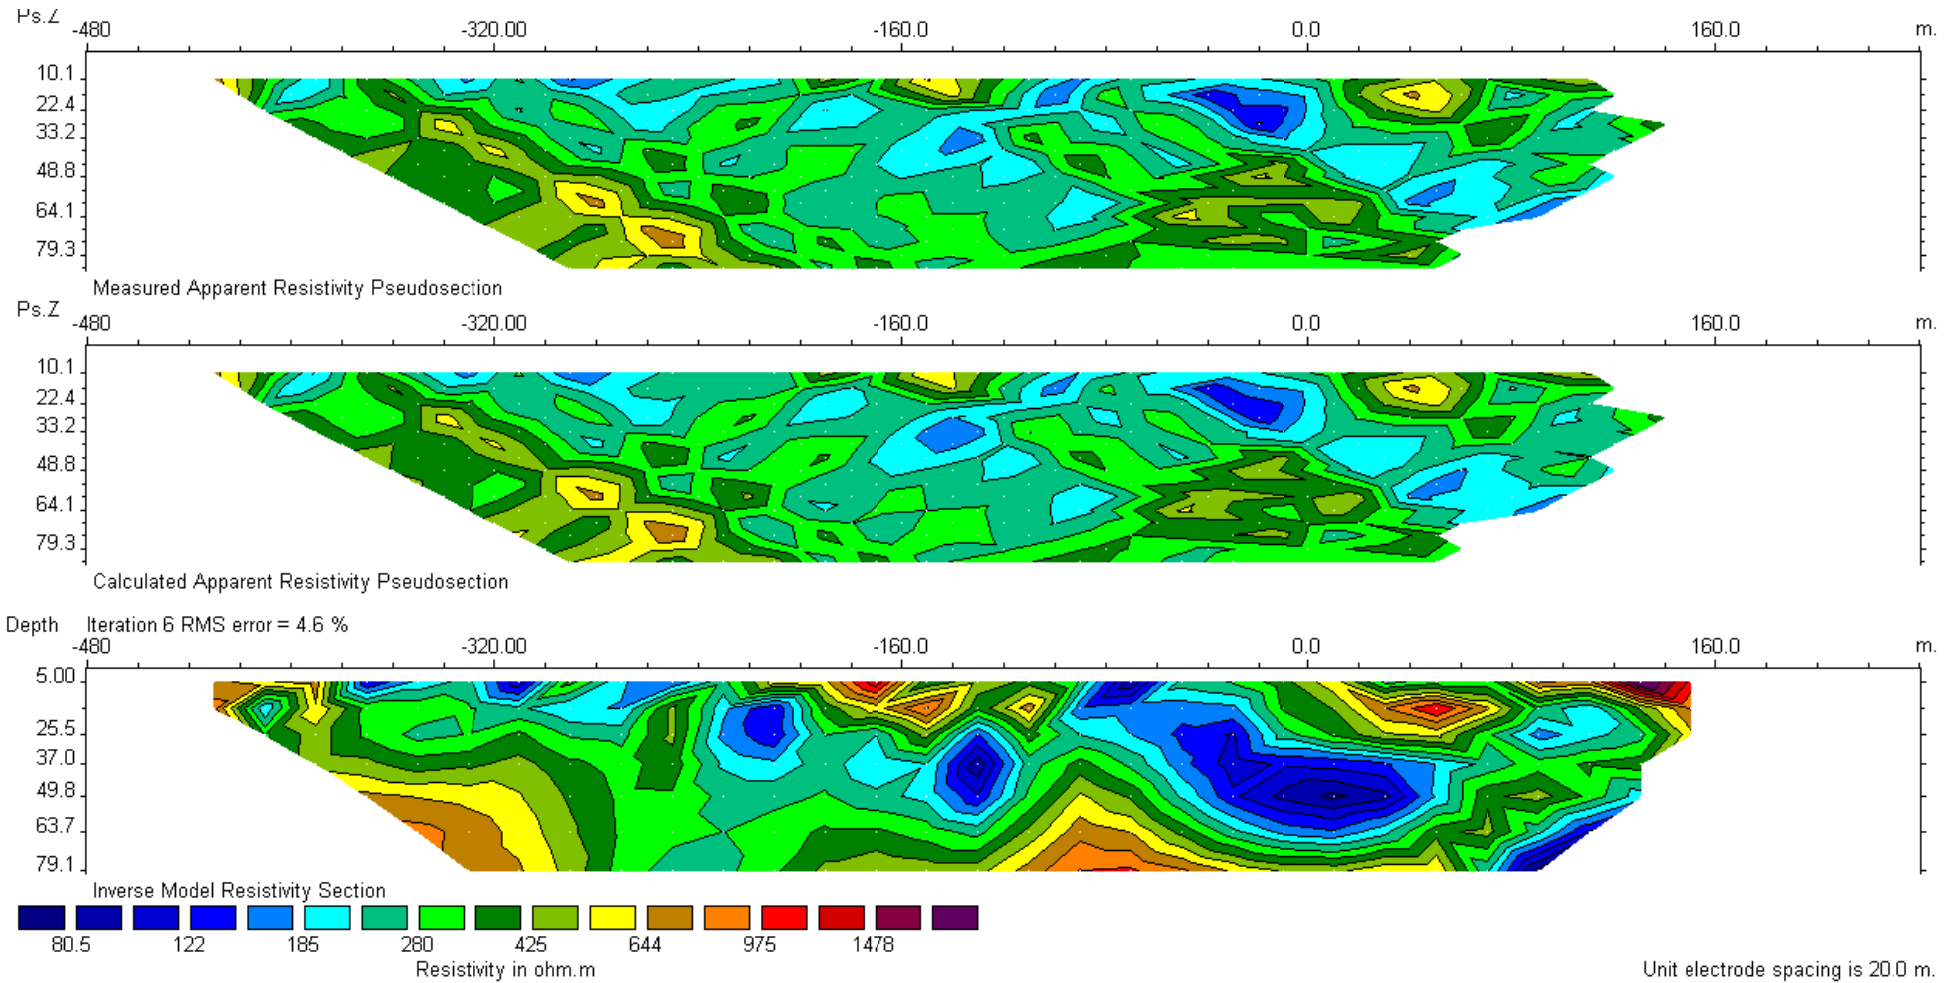 Ps.Z
-480 -320.00 -160.0 0.0 160.0 m.
10.1
22.4
33.2
48.8
64.1
79.3
Measured Apparent Resistivity Pseudosection
Ps.Z
-480 -320.00 -160.0 0.0 160.0 m.
10.1
22.4
33.2
48.8
64.1
79.3
Calculated Apparent Resistivity Pseudosection
Depth Iteration 6 RMS error = 4.6 %
-480 -320.00 -160.0 0.0 160.0 m.
5.00
25.5
37.0
49.8
63.7
79.1
Inverse Model Resistivity Section
80.5 122 185 280 425 644 975 1478
Resistivity in ohm.m
Unit electrode spacing is 20.0 m.